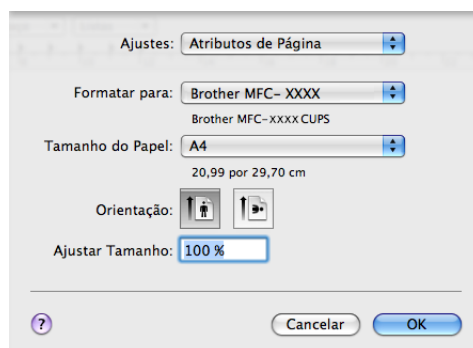 Ajustes: Atributos de Página
Formatar para: Brother MFC- XXXX
Brother MFC-XXXX CUPS
Tamanho do Papel: A4
20,99 por 29,70 cm
Orientação:
Ajustar Tamanho: 100 %
? Cancelar OK